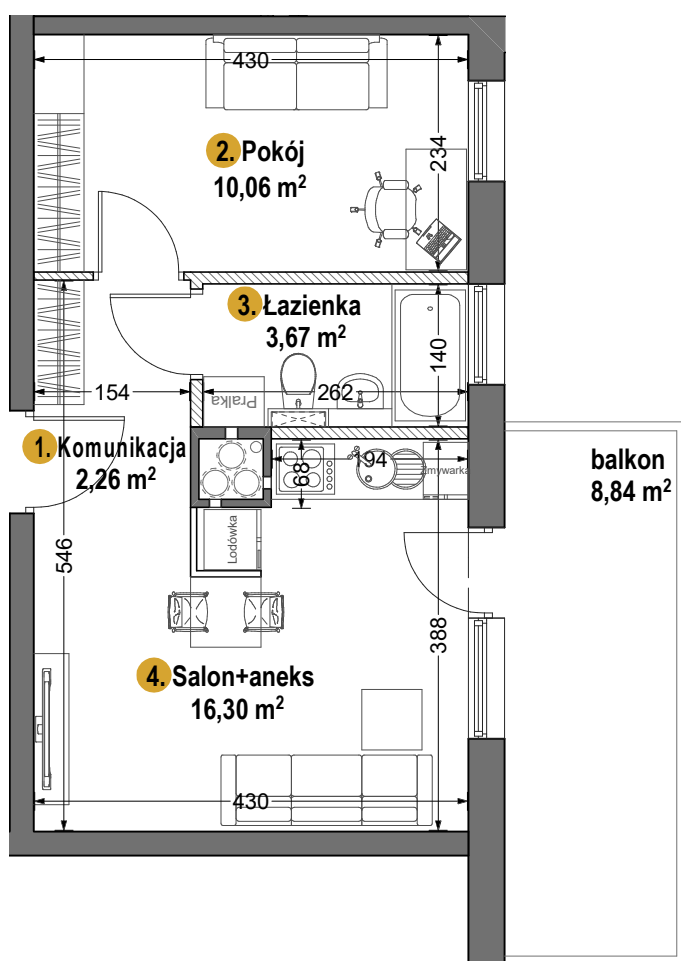 430
2. Pokój
10,06 m²
234
3. Łazienka
3,67 m²
140
154
262
Pralka
1. Komunikacja
2,26 m²
194
68
Zmywarka
balkon
8,84 m²
Lodówka
546
388
4. Salon+aneks
16,30 m²
430